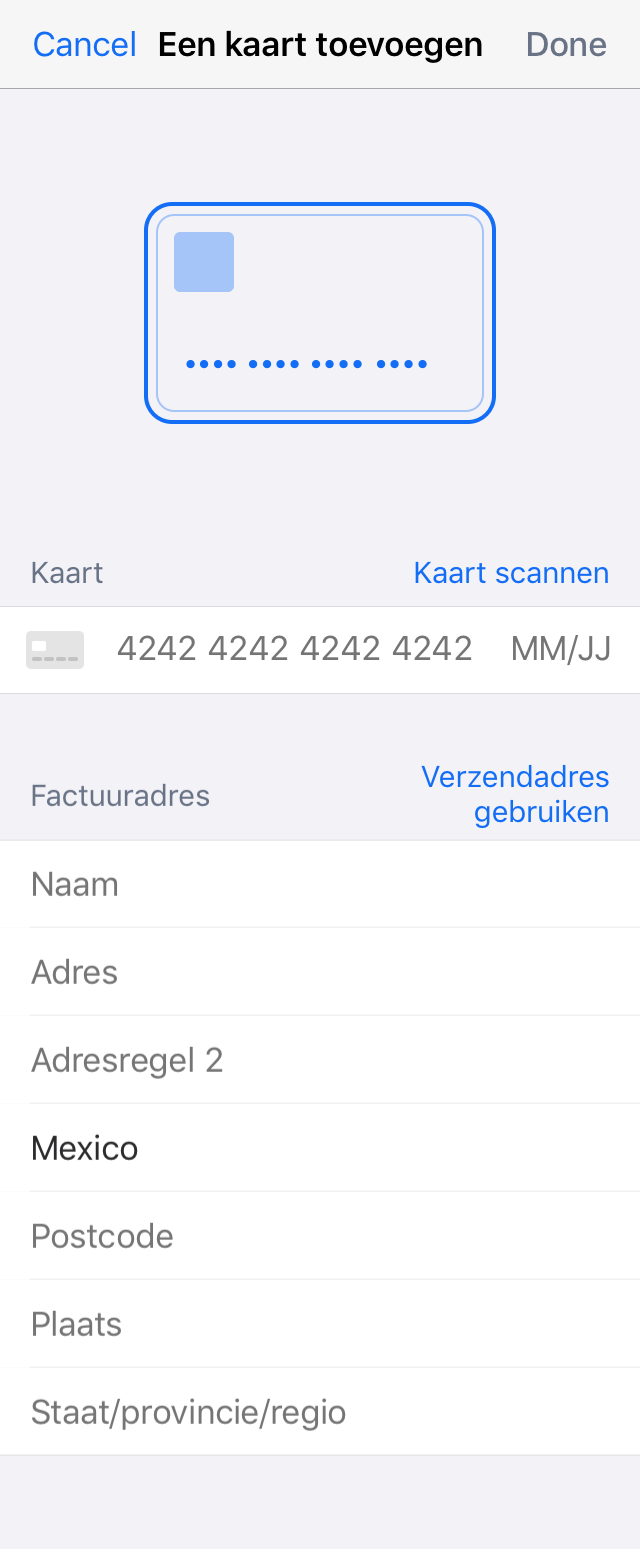 Cancel Een kaart toevoegen Done
•••• •••• •••• ••••
Kaart Kaart scannen
4242 4242 4242 4242 MM/JJ
Factuuradres Verzendadres
gebruiken
Naam
Adres
Adresregel 2
Mexico
Postcode
Plaats
Staat/provincie/regio